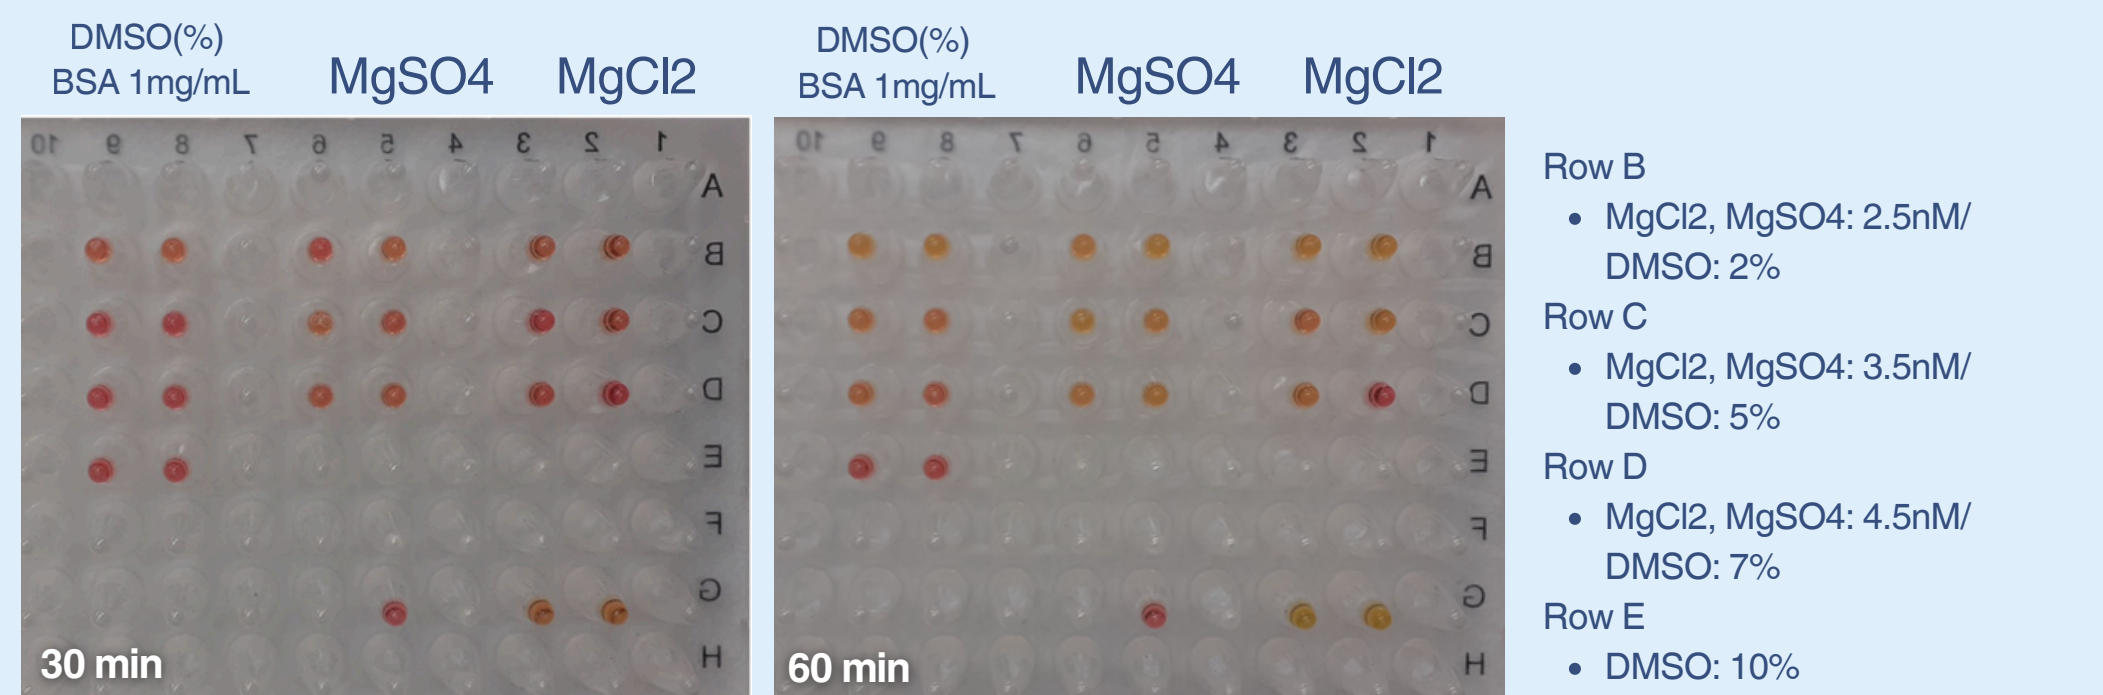 DMSO(%)
BSA 1mg/mL
MgSO4
MgCl2
DMSO(%)
BSA 1mg/mL
MgSO4
MgCl2
10 9 8 7 6 5 4 3 2 1
A
B
C
D
E
F
G
H
30 min
10 9 8 7 6 5 4 3 2 1
A
B
C
D
E
F
G
H
60 min
Row B
• MgCl2, MgSO4: 2.5nM/
DMSO: 2%
Row C
• MgCl2, MgSO4: 3.5nM/
DMSO: 5%
Row D
• MgCl2, MgSO4: 4.5nM/
DMSO: 7%
Row E
• DMSO: 10%